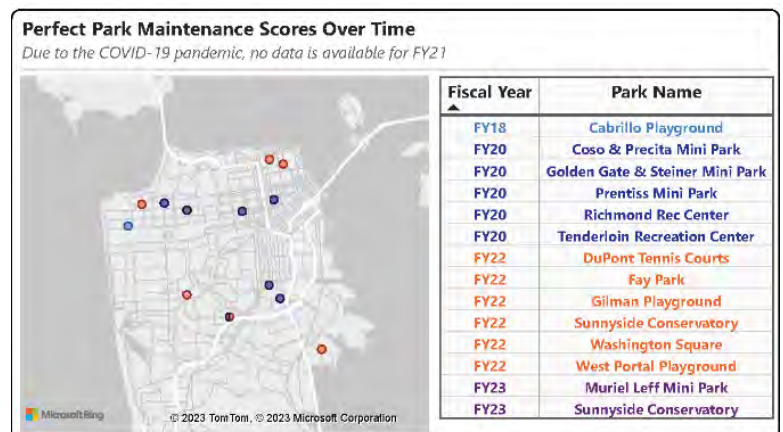 Perfect Park Maintenance Scores Over Time
Due to the COVID-19 pandemic, no data is available for FY21
Fiscal Year Park Name
FY18 Cabrillo Playground
FY20 Coso & Precita Mini Park
FY20 Golden Gate & Steiner Mini Park
FY20 Prentiss Mini Park
FY20 Richmond Rec Center
FY20 Tenderloin Recreation Center
FY22 DuPont Tennis Courts
FY22 Fay Park
FY22 Gilman Playground
FY22 Sunnyside Conservatory
FY22 Washington Square
FY22 West Portal Playground
FY23 Muriel Leff Mini Park
FY23 Sunnyside Conservatory
Microsoft Bing
© 2023 TomTom, © 2023 Microsoft Corporation